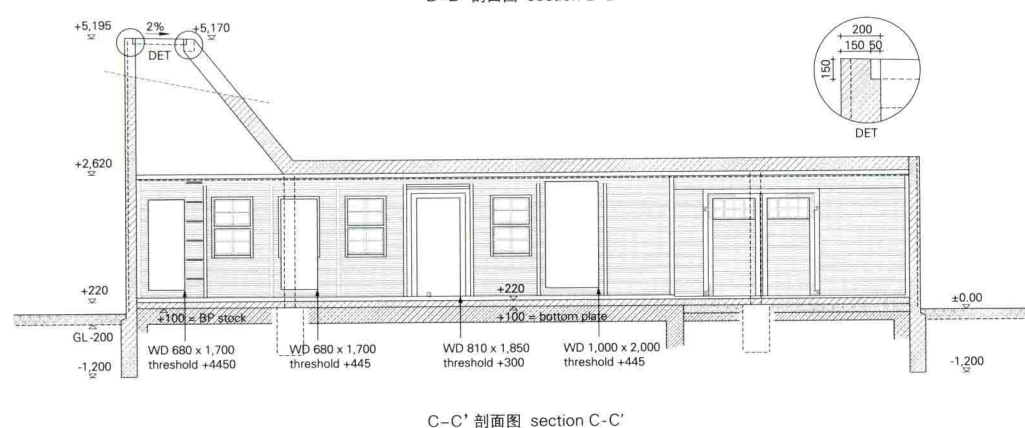 +5,195
2%
+5,170
DET
200
150 50
150
DET
+2,620
+220
+220
±0.00
+100 = BP stock
+100 = bottom plate
GL -200
WD 680 x 1,700
threshold +4450
WD 680 x 1,700
threshold +445
WD 810 x 1,850
threshold +300
WD 1,000 x 2,000
threshold +445
-1,200
-1,200
C-C' 剖面图 section C-C'